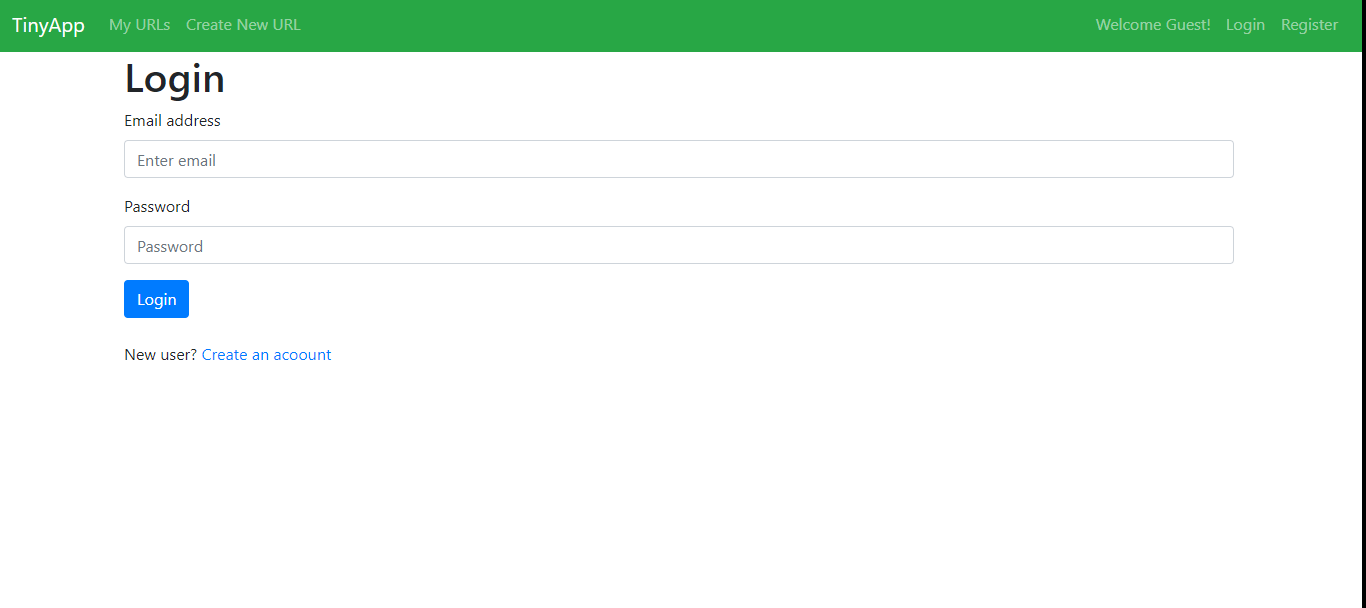 TinyApp My URLs Create New URL Welcome Guest! Login Register
Login
Email address
Enter email
Password
Password
Login
New user? Create an acoount